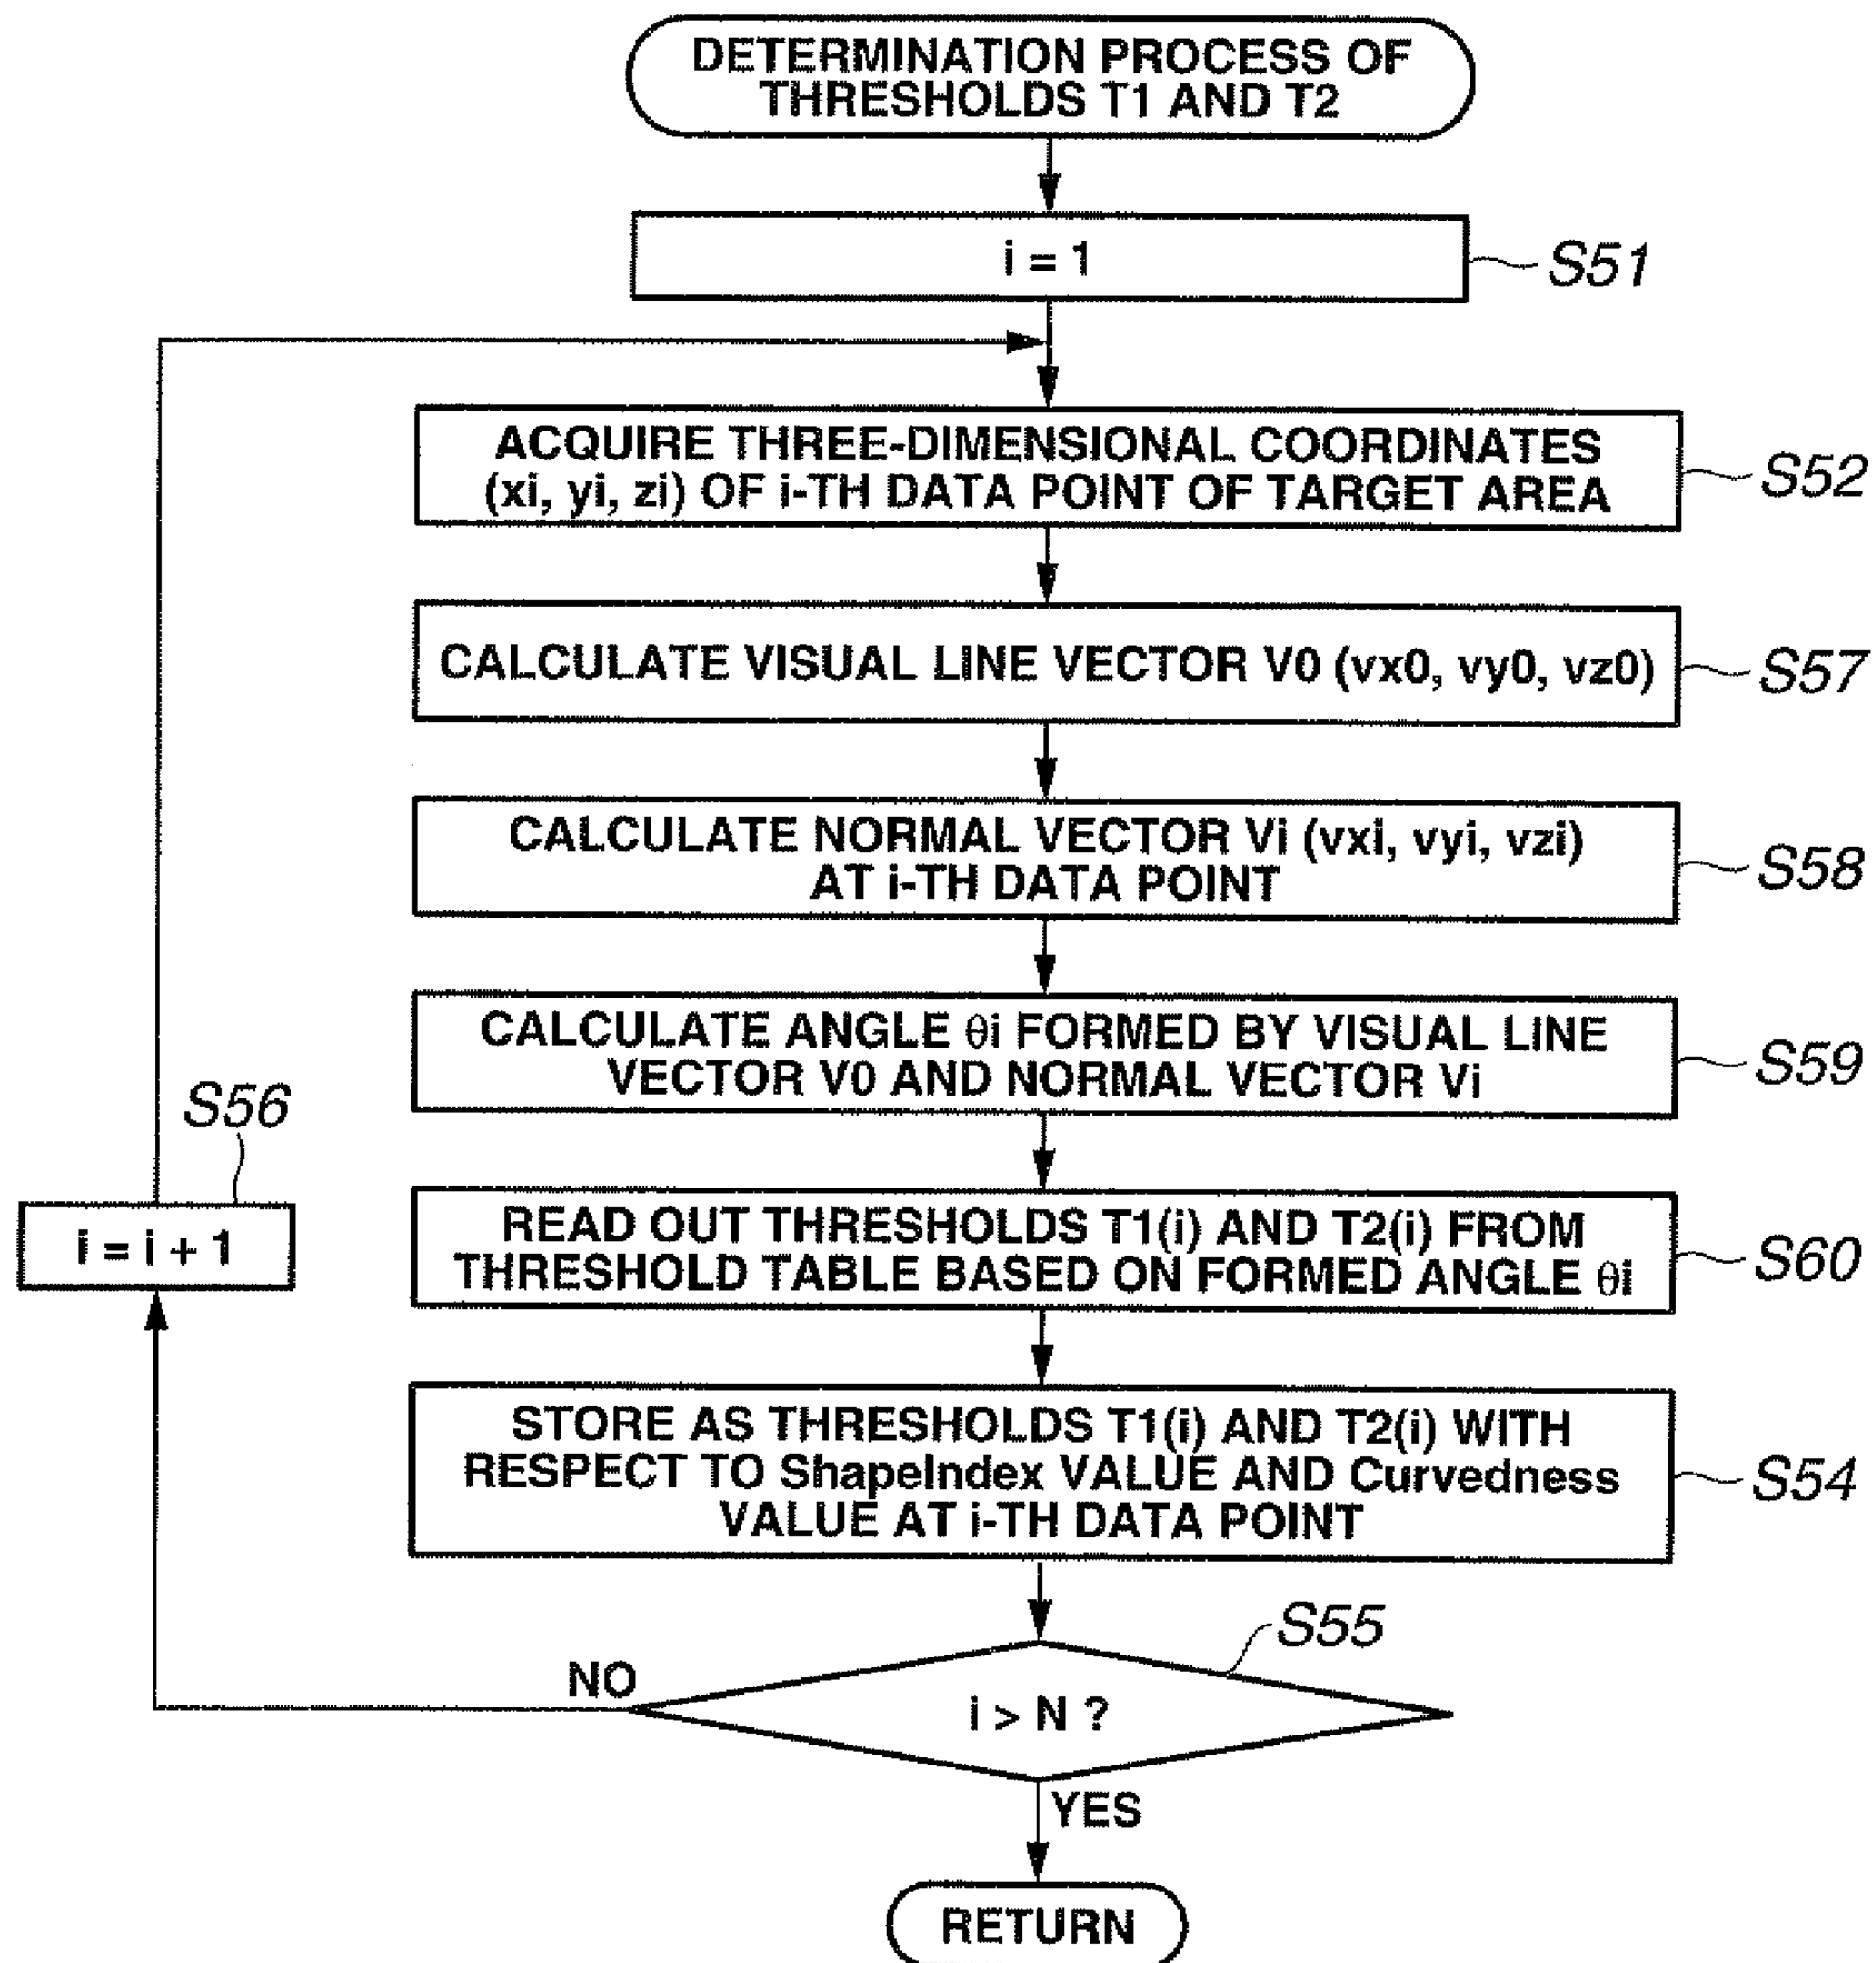 DETERMINATION PROCESS OF
THRESHOLDS T1 AND T2
i = 1
S51
ACQUIRE THREE-DIMENSIONAL COORDINATES
(xi, yi, zi) OF i-TH DATA POINT OF TARGET AREA
S52
CALCULATE VISUAL LINE VECTOR V0 (vx0, vy0, vz0)
S57
CALCULATE NORMAL VECTOR Vi (vxi, vyi, vzi)
AT i-TH DATA POINT
S58
CALCULATE ANGLE θi FORMED BY VISUAL LINE
VECTOR V0 AND NORMAL VECTOR Vi
S59
S56
i = i + 1
READ OUT THRESHOLDS T1(i) AND T2(i) FROM
THRESHOLD TABLE BASED ON FORMED ANGLE θi
S60
STORE AS THRESHOLDS T1(i) AND T2(i) WITH
RESPECT TO ShapeIndex VALUE AND Curvedness
VALUE AT i-TH DATA POINT
S54
S55
NO
i > N ?
YES
RETURN